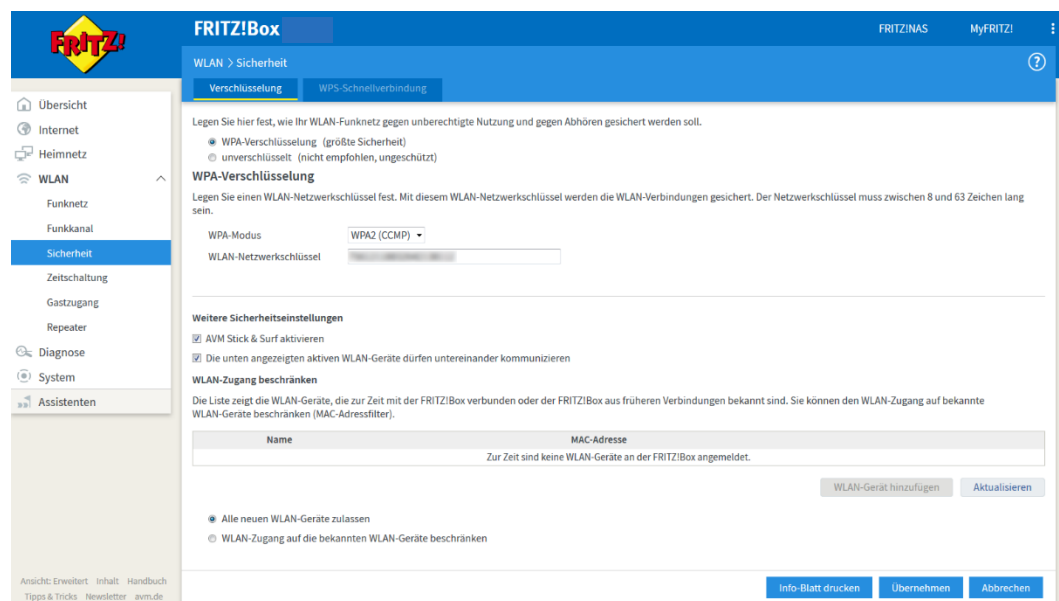 FRITZ!
FRITZ!Box
FRITZ!NAS
MyFRITZ!
WLAN > Sicherheit
Verschlüsselung
WPS-Schnellverbindung
Übersicht
Internet
Heimnetz
WLAN
Funknetz
Funkkanal
Sicherheit
Zeitschaltung
Gastzugang
Repeater
Diagnose
System
Assistenten
Ansicht: Erweitert Inhalt Handbuch
Tipps & Tricks Newsletter avm.de
Legen Sie hier fest, wie Ihr WLAN-Funknetz gegen unberechtigte Nutzung und gegen Abhören gesichert werden soll.
WPA-Verschlüsselung (größte Sicherheit)
unverschlüsselt (nicht empfohlen, ungeschützt)
WPA-Verschlüsselung
Legen Sie einen WLAN-Netzwerkschlüssel fest. Mit diesem WLAN-Netzwerkschlüssel werden die WLAN-Verbindungen gesichert. Der Netzwerkschlüssel muss zwischen 8 und 63 Zeichen lang
sein.
WPA-Modus WPA2 (CCMP)
WLAN-Netzwerkschlüssel
Weitere Sicherheitseinstellungen
AVM Stick & Surf aktivieren
Die unten angezeigten aktiven WLAN-Geräte dürfen untereinander kommunizieren
WLAN-Zugang beschränken
Die Liste zeigt die WLAN-Geräte, die zur Zeit mit der FRITZ!Box verbunden oder der FRITZ!Box aus früheren Verbindungen bekannt sind. Sie können den WLAN-Zugang auf bekannte
WLAN-Geräte beschränken (MAC-Adressfilter).
Name MAC-Adresse
Zur Zeit sind keine WLAN-Geräte an der FRITZ!Box angemeldet.
WLAN-Gerät hinzufügen Aktualisieren
Alle neuen WLAN-Geräte zulassen
WLAN-Zugang auf die bekannten WLAN-Geräte beschränken
Info-Blatt drucken Übernehmen Abbrechen